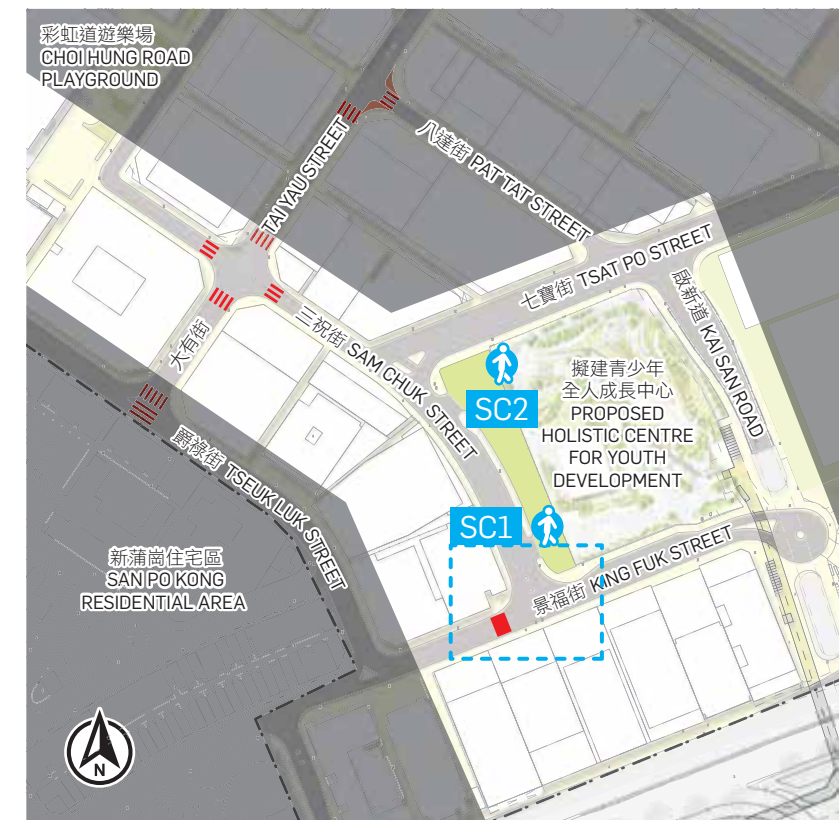 彩虹道遊樂場
CHOI HUNG ROAD
PLAYGROUND
TAI YAU STREET
八達街 PAT TAT STREET
七寶街 TSAT PO STREET
啟新道 KAI SAN ROAD
大有街
三祝街 SAM CHUK STREET
擬建青少年
全人成長中心
PROPOSED
HOLISTIC CENTRE
FOR YOUTH
DEVELOPMENT
SC2
SC1
爵祿街 TSEUK LUK STREET
新蒲崗住宅區
SAN PO KONG
RESIDENTIAL AREA
景福街 KING FUK STREET
N